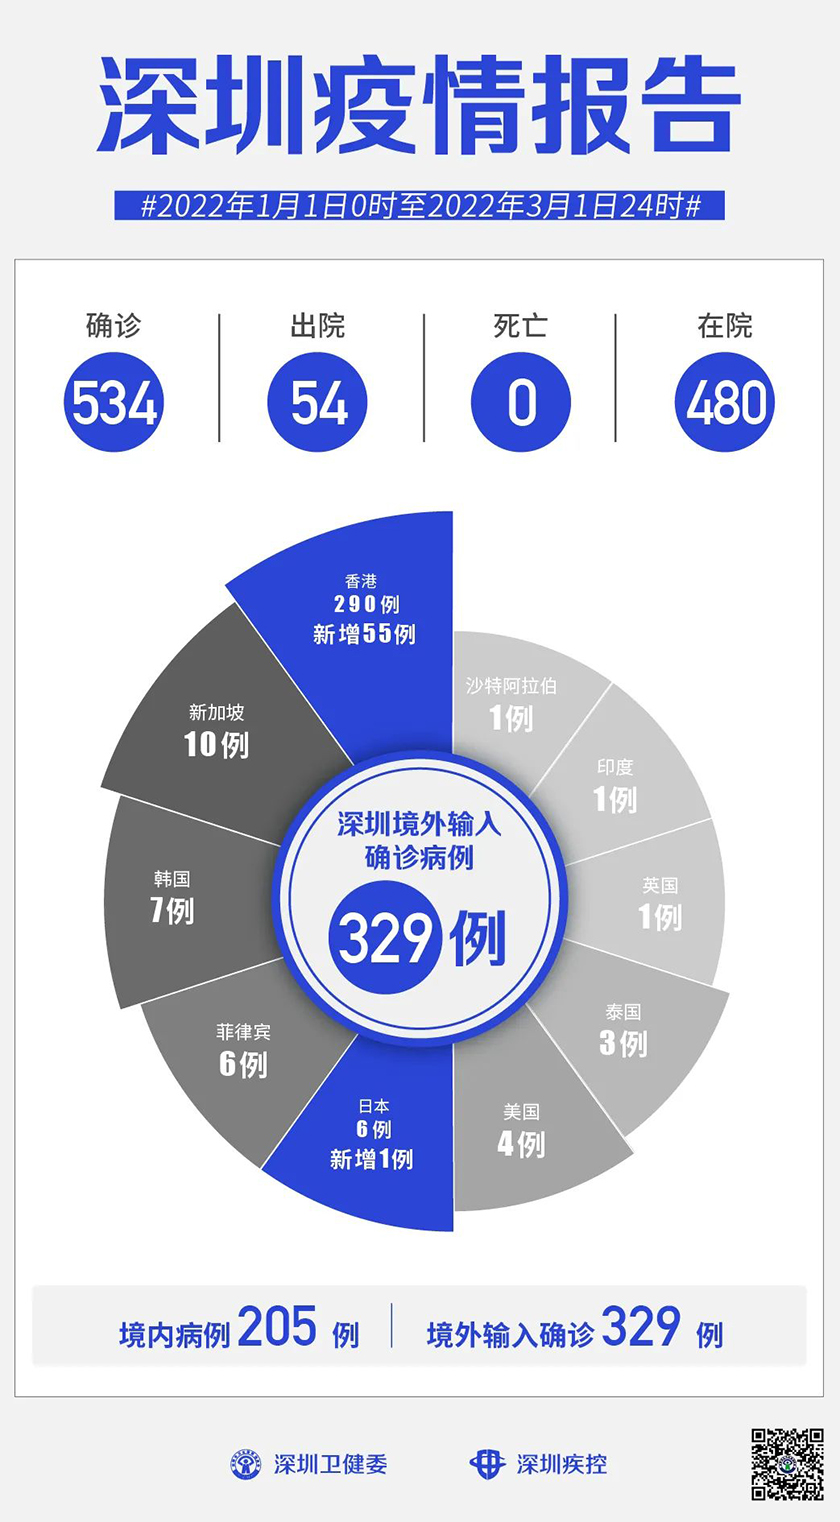 深圳疫情报告
#2022年1月1日0时至2022年3月1日24时#
确诊
534
出院
54
死亡
0
在院
480
香港
290例
新增55例
沙特阿拉伯
1例
印度
1例
英国
1例
泰国
3例
美国
4例
日本
6例
新增1例
菲律宾
6例
韩国
7例
新加坡
10例
深圳境外输入
确诊病例
329例
境内病例205例
境外输入确诊329例
深圳卫健委
深圳疾控